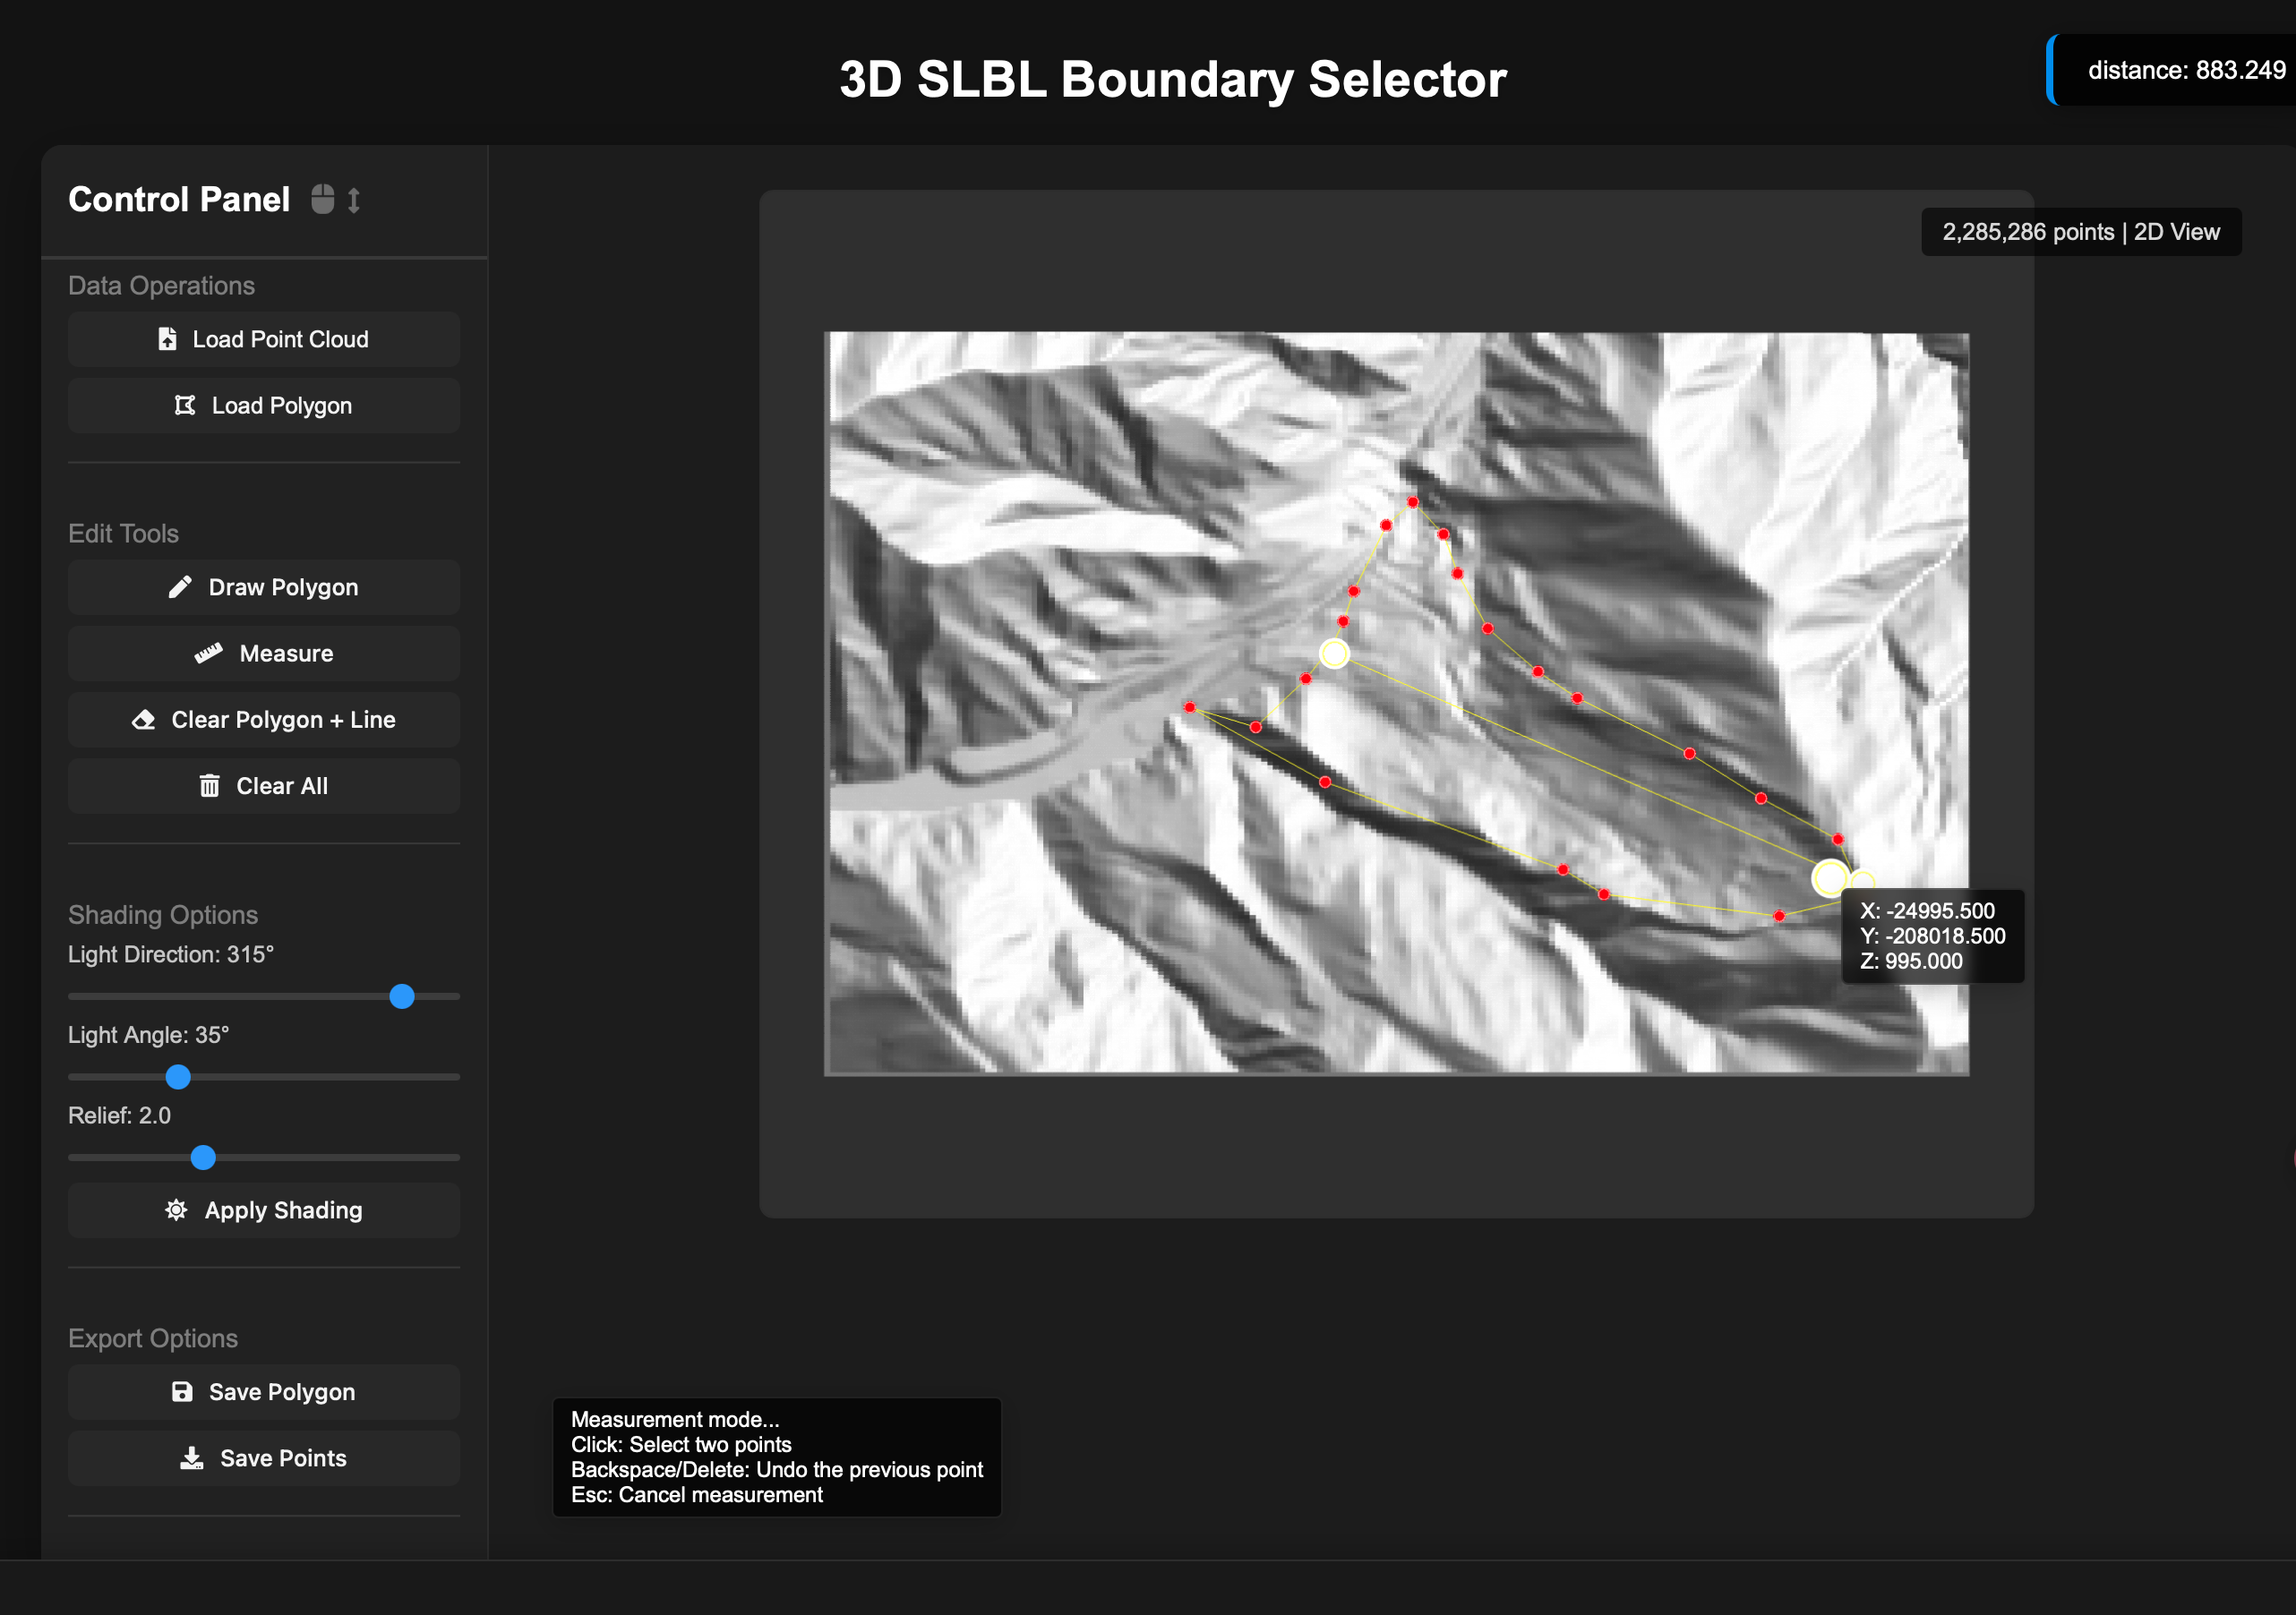 3D SLBL Boundary Selector
distance: 883.249
Control Panel
2,285,286 points | 2D View
Data Operations
Load Point Cloud
Load Polygon
Edit Tools
Draw Polygon
Measure
Clear Polygon + Line
Clear All
Shading Options
Light Direction: 315°
Light Angle: 35°
Relief: 2.0
Apply Shading
Export Options
Save Polygon
Save Points
X: -24995.500
Y: -208018.500
Z: 995.000
Measurement mode...
Click: Select two points
Backspace/Delete: Undo the previous point
Esc: Cancel measurement